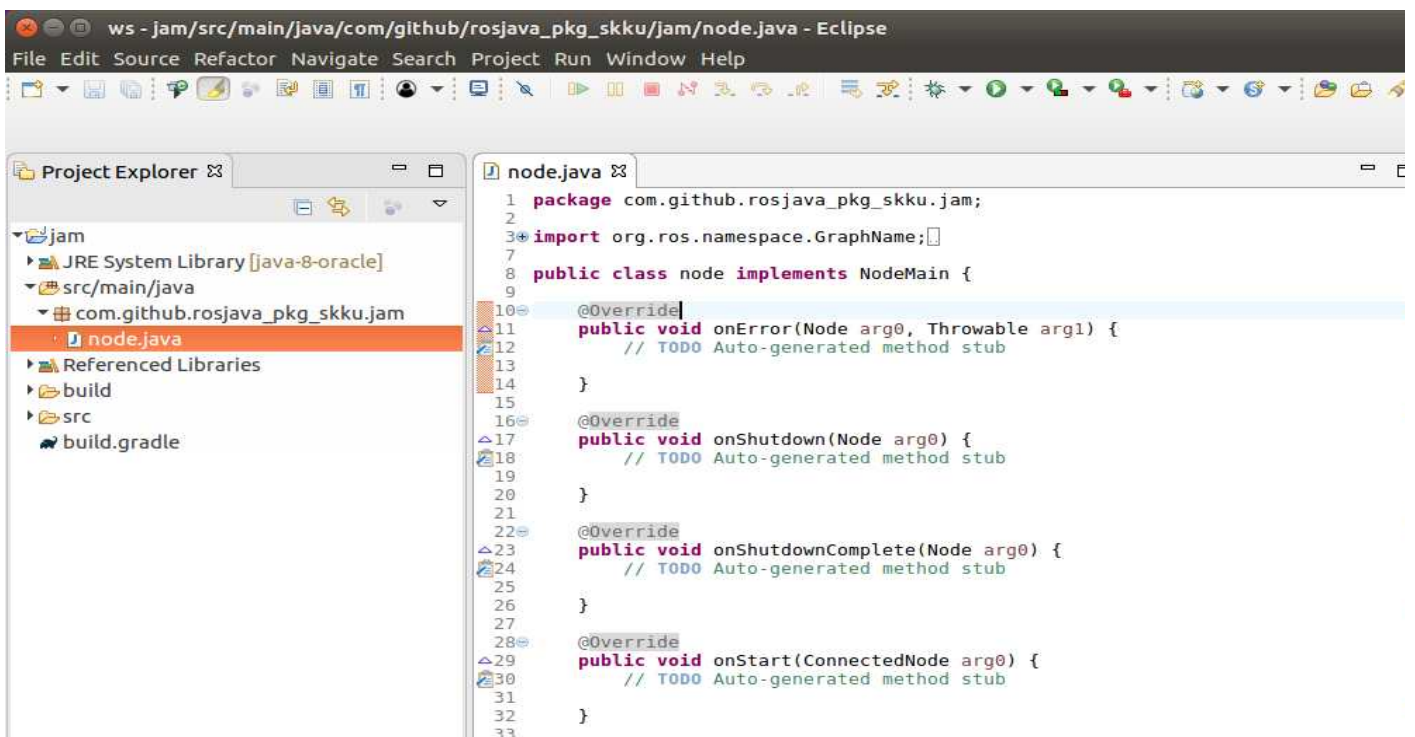 ws - jam/src/main/java/com/github/rosjava_pkg_skku/jam/node.java - Eclipse
File Edit Source Refactor Navigate Search Project Run Window Help
Project Explorer
jam
JRE System Library [java-8-oracle]
src/main/java
com.github.rosjava_pkg_skku.jam
node.java
Referenced Libraries
build
src
build.gradle
node.java
1 package com.github.rosjava_pkg_skku.jam;
2
3 import org.ros.namespace.GraphName;
7
8 public class node implements NodeMain {
9
10 @Override
11 public void onError(Node arg0, Throwable arg1) {
12 // TODO Auto-generated method stub
13
14 }
15
16 @Override
17 public void onShutdown(Node arg0) {
18 // TODO Auto-generated method stub
19
20 }
21
22 @Override
23 public void onShutdownComplete(Node arg0) {
24 // TODO Auto-generated method stub
25
26 }
27
28 @Override
29 public void onStart(ConnectedNode arg0) {
30 // TODO Auto-generated method stub
31
32 }
33